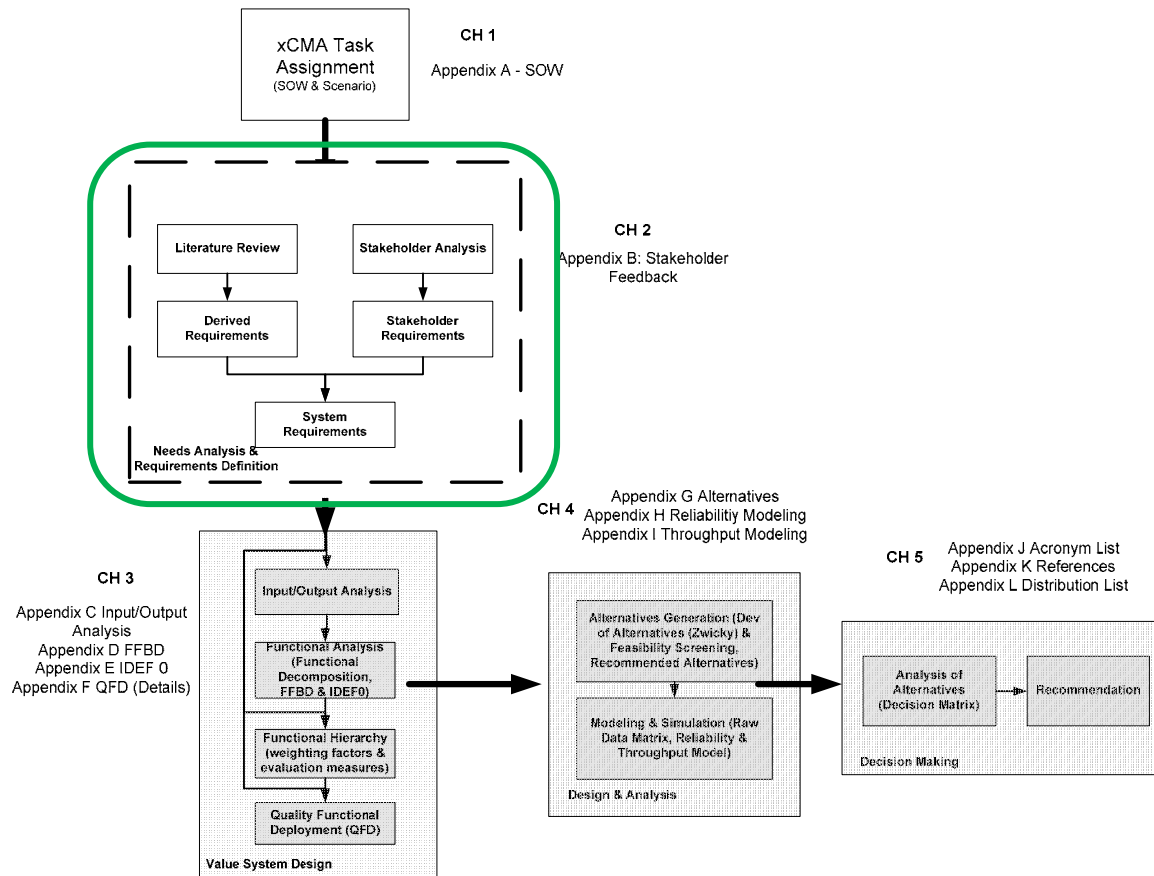 xCMA Task
Assignment
(SOW & Scenario)
CH 1
Appendix A - SOW
Literature Review
Stakeholder Analysis
Derived
Requirements
Stakeholder
Requirements
System
Requirements
Needs Analysis &
Requirements Definition
CH 2
Appendix B: Stakeholder
Feedback
CH 3
Appendix C Input/Output
Analysis
Appendix D FFBD
Appendix E IDEF 0
Appendix F QFD (Details)
Input/Output Analysis
Functional Analysis
(Functional
Decomposition,
FFBD & IDEF0)
Functional Hierarchy
(weighting factors &
evaluation measures)
Quality Functional
Deployment (QFD)
Value System Design
CH 4
Appendix G Alternatives
Appendix H Reliabilitiy Modeling
Appendix I Throughput Modeling
Alternatives Generation (Dev
of Alternatives (Zwicky) &
Feasibility Screening,
Recommended Alternatives)
Modeling & Simulation (Raw
Data Matrix, Reliability &
Throughput Model)
Design & Analysis
CH 5
Appendix J Acronym List
Appendix K References
Appendix L Distribution List
Analysis of
Alternatives
(Decision Matrix)
Recommendation
Decision Making